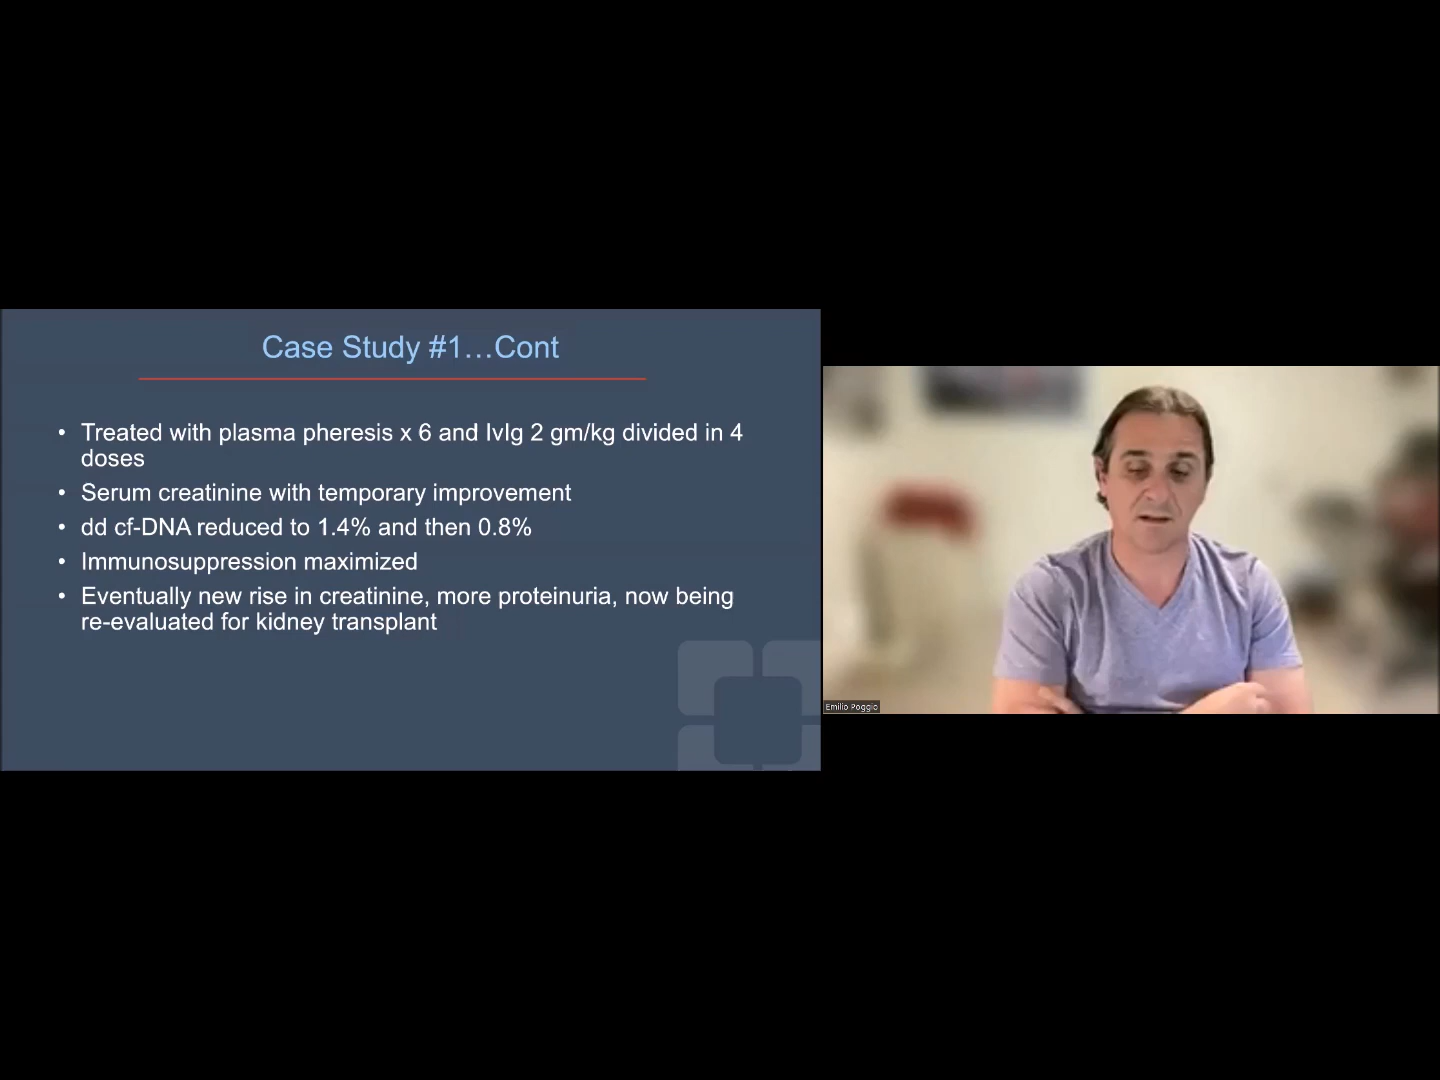 Case Study #1…Cont
• Treated with plasma pheresis x 6 and IvIg 2 gm/kg divided in 4
doses
• Serum creatinine with temporary improvement
• dd cf-DNA reduced to 1.4% and then 0.8%
• Immunosuppression maximized
• Eventually new rise in creatinine, more proteinuria, now being
re-evaluated for kidney transplant
Emilio Poggio